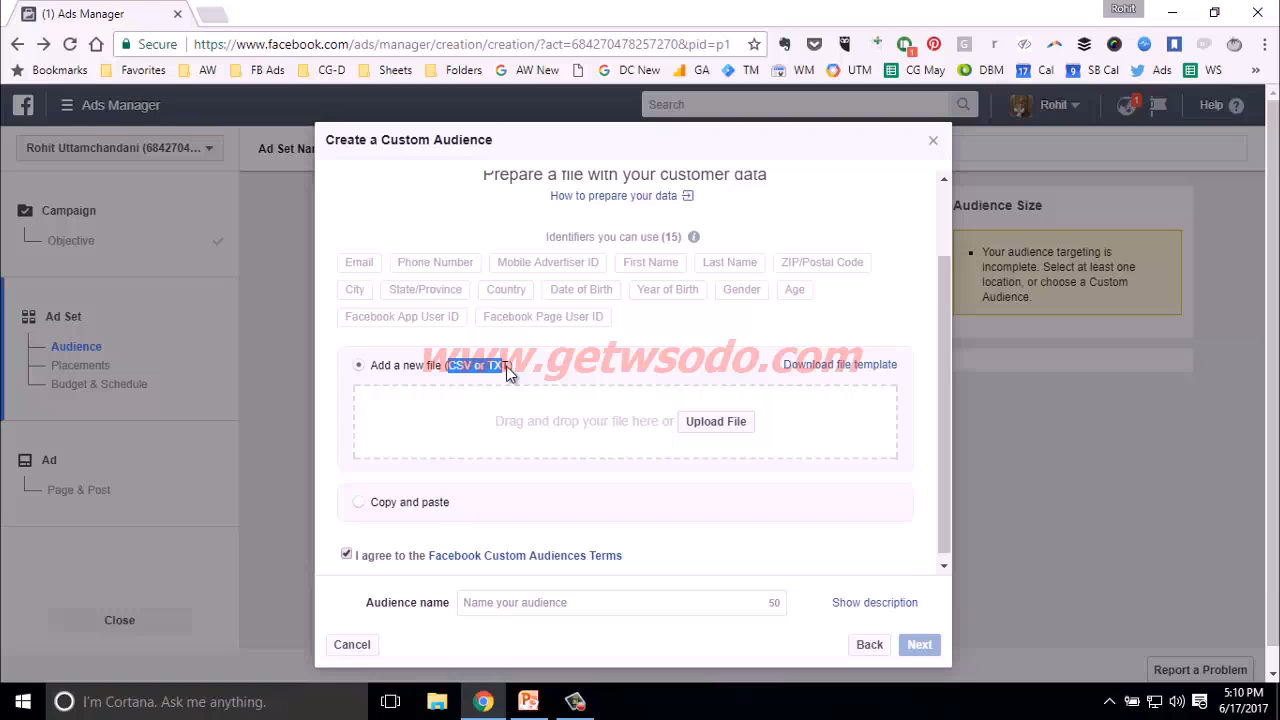 (1) Ads Manager
Rohit
Secure https://www.facebook.com/ads/manager/creation/creation/?act=684270478257270&pid=p1
Bookmarks Favorites AW FB Ads CG-D Sheets Folders AW New DC New GA TM WM UTM CG May DBM Cal SB Cal Ads WS
Ads Manager
Search
Rohil
1
Help
Rohit Uttamchandani (6842704...
Ad Set Nam
Create a Custom Audience
Campaign
Objective
Ad Set
Audience
Placements
Budget & Schedule
Ad
Page & Post
Close
Prepare a file with your customer data
How to prepare your data
Identifiers you can use (15)
Email Phone Number Mobile Advertiser ID First Name Last Name ZIP/Postal Code
City State/Province Country Date of Birth Year of Birth Gender Age
Facebook App User ID Facebook Page User ID
Add a new file (CSV or TXT)
Download file template
www.getwsodo.com
Drag and drop your file here or Upload File
Copy and paste
I agree to the Facebook Custom Audiences Terms
Audience name Name your audience 50 Show description
Cancel Back Next
Audience Size
Your audience targeting is
incomplete. Select at least one
location, or choose a Custom
Audience.
Report a Problem
I'm Cortana. Ask me anything.
5:10 PM
6/17/2017